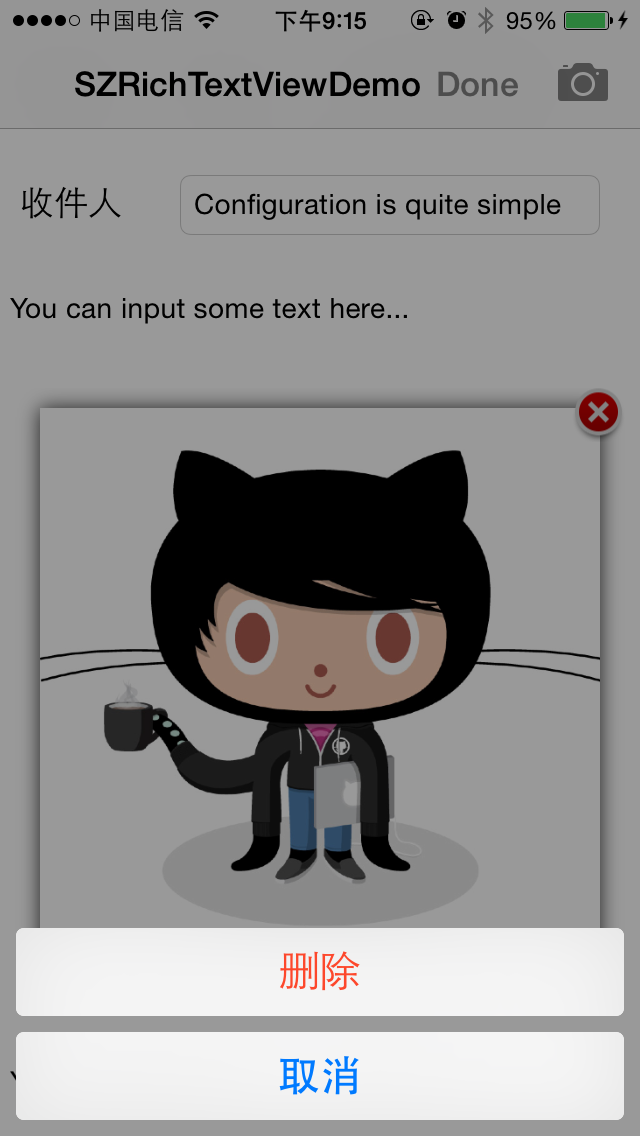 中国电信 下午9:15 95%
SZRichTextViewDemo Done
收件人 Configuration is quite simple
You can input some text here...
删除
取消